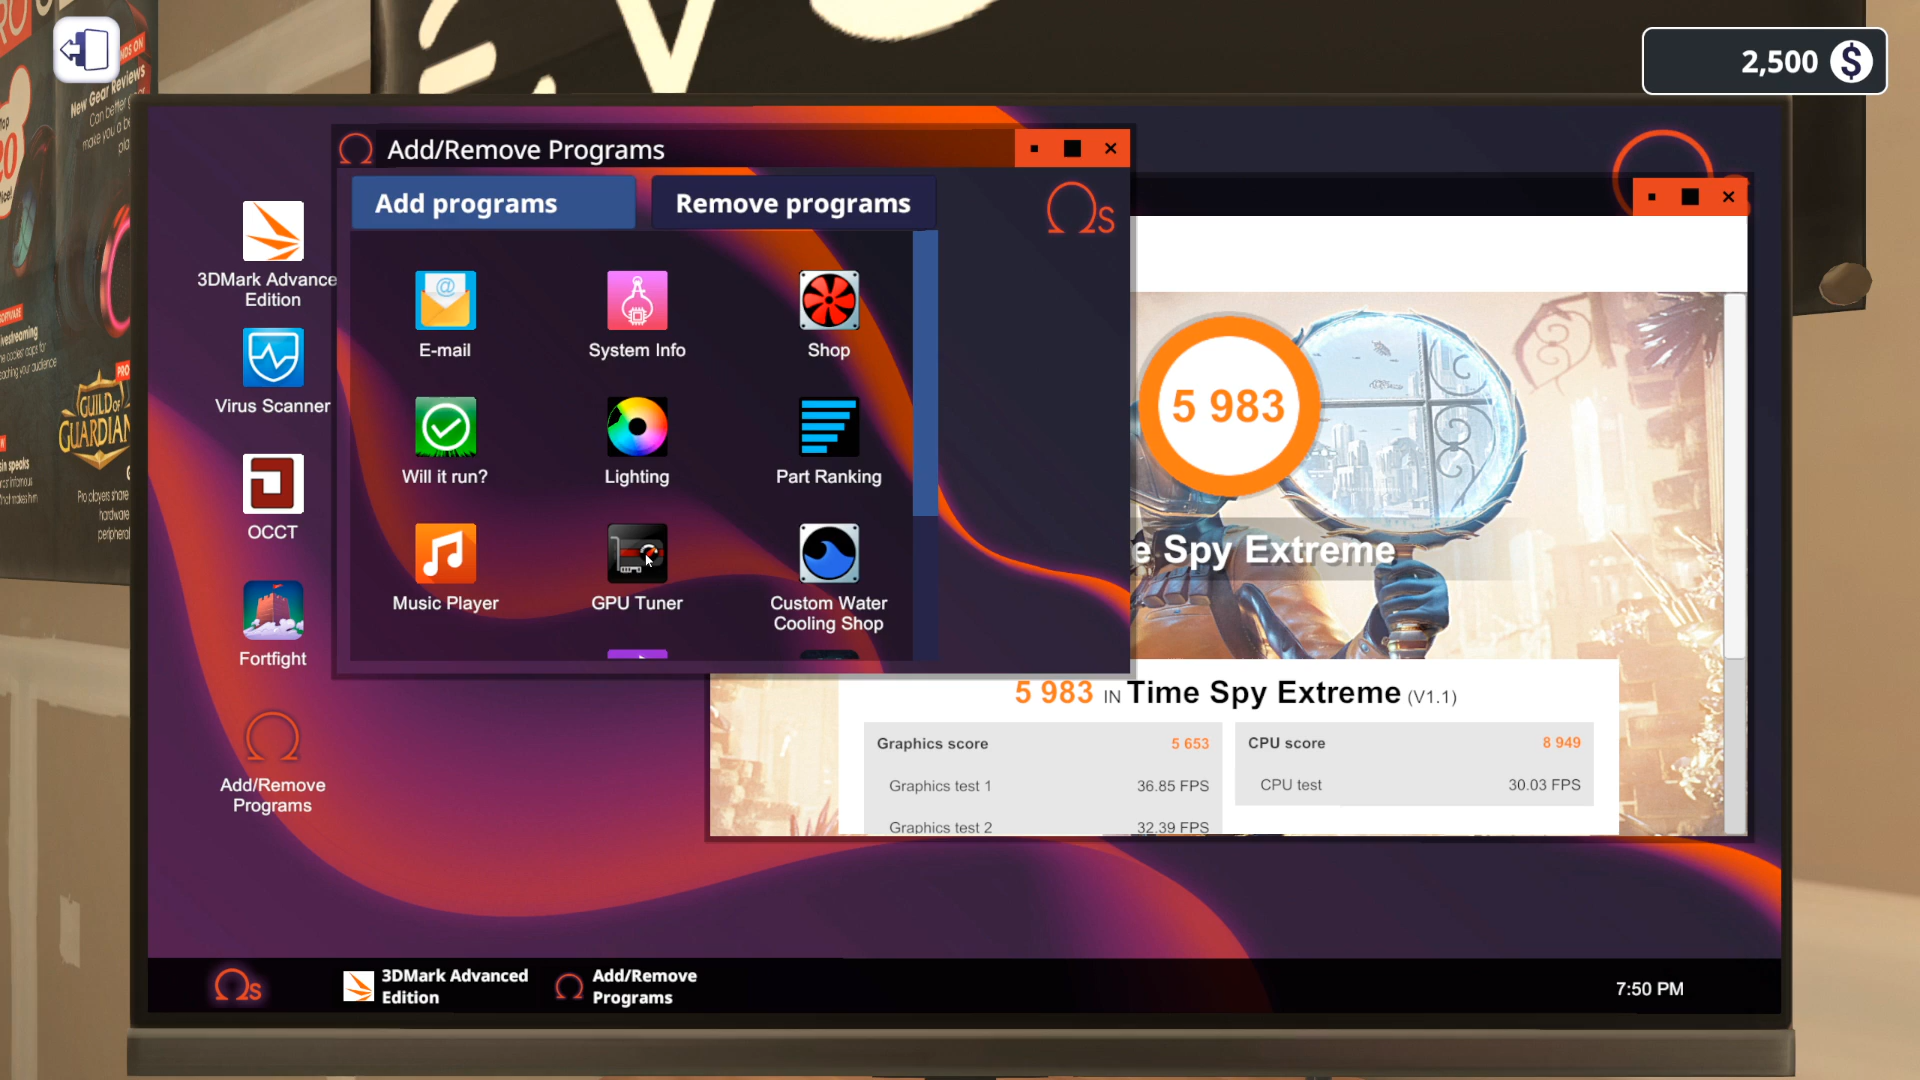 2,500
New Gear Reviews
GUILD OF
GUARDIAN
Add/Remove Programs
Add programs
Remove programs
E-mail
System Info
Shop
Will it run?
Lighting
Part Ranking
Music Player
GPU Tuner
Custom Water
Cooling Shop
3DMark Advance
Edition
Virus Scanner
OCCT
Fortfight
Add/Remove
Programs
5 983
e Spy Extreme
5 983 IN Time Spy Extreme (V1.1)
Graphics score 5 653
Graphics test 1 36.85 FPS
Graphics test 2 32.39 FPS
CPU score 8 949
CPU test 30.03 FPS
Ωs
3DMark Advanced
Edition
Add/Remove
Programs
7:50 PM